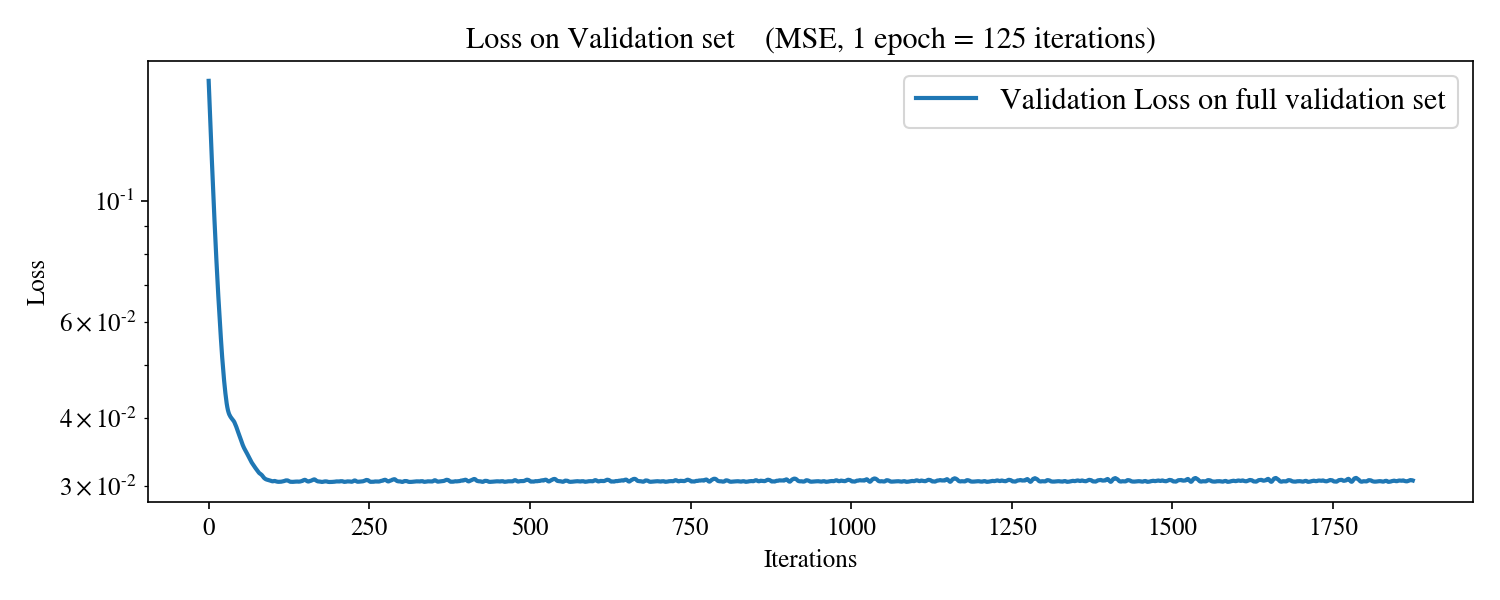 Loss on Validation set (MSE, 1 epoch = 125 iterations)
Validation Loss on full validation set
Loss
10⁻¹
6×10⁻²
4×10⁻²
3×10⁻²
0 250 500 750 1000 1250 1500 1750
Iterations